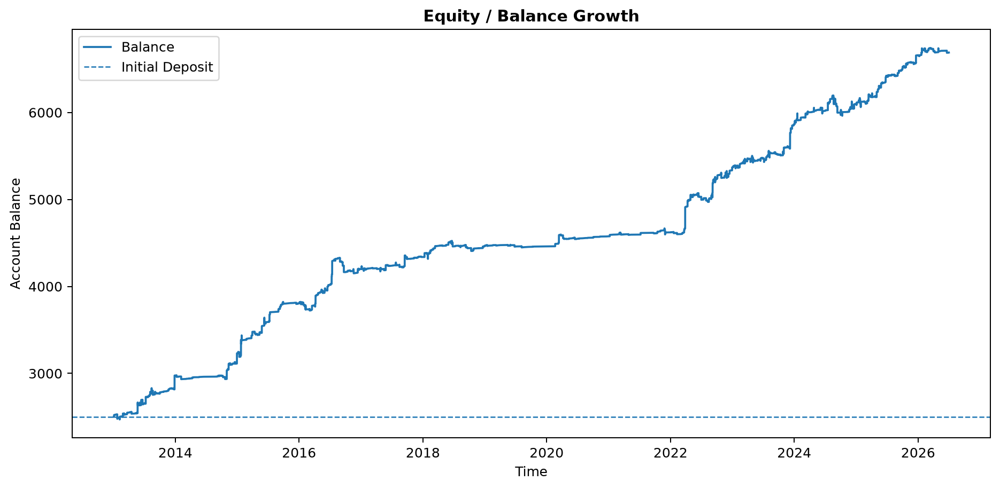 Equity / Balance Growth
Balance
Initial Deposit
Account Balance
6000
5000
4000
3000
2014 2016 2018 2020 2022 2024 2026
Time